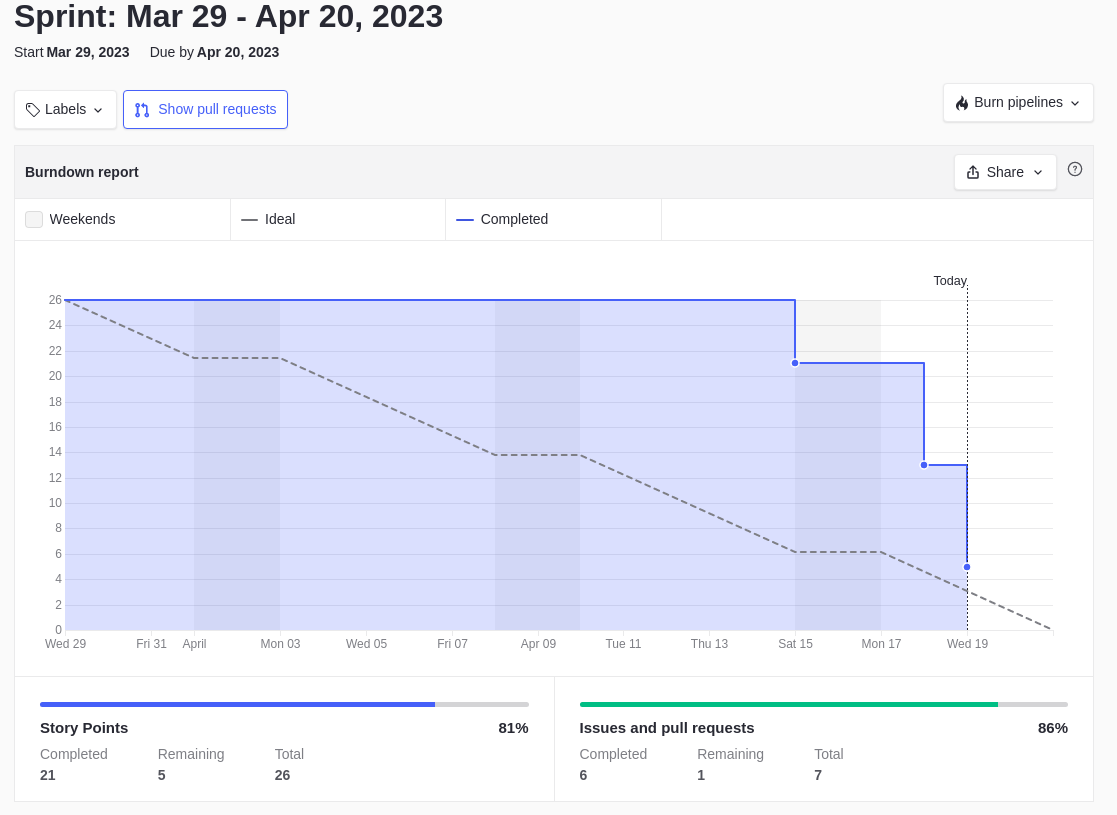 Sprint: Mar 29 - Apr 20, 2023
Start Mar 29, 2023 Due by Apr 20, 2023
Labels Show pull requests Burn pipelines
Burndown report Share
Weekends Ideal Completed
Today
26
24
22
20
18
16
14
12
10
8
6
4
2
0
Wed 29 Fri 31 April Mon 03 Wed 05 Fri 07 Apr 09 Tue 11 Thu 13 Sat 15 Mon 17 Wed 19
Story Points 81%
Completed Remaining Total
21 5 26
Issues and pull requests 86%
Completed Remaining Total
6 1 7